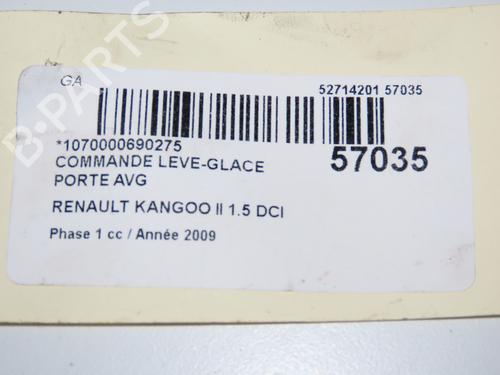 GA
52714201 57035
*1070000690275
57035
COMMANDE LEVE-GLACE
PORTE AVG
RENAULT KANGOO II 1.5 DCI
Phase 1 cc / Année 2009
B-PARTS